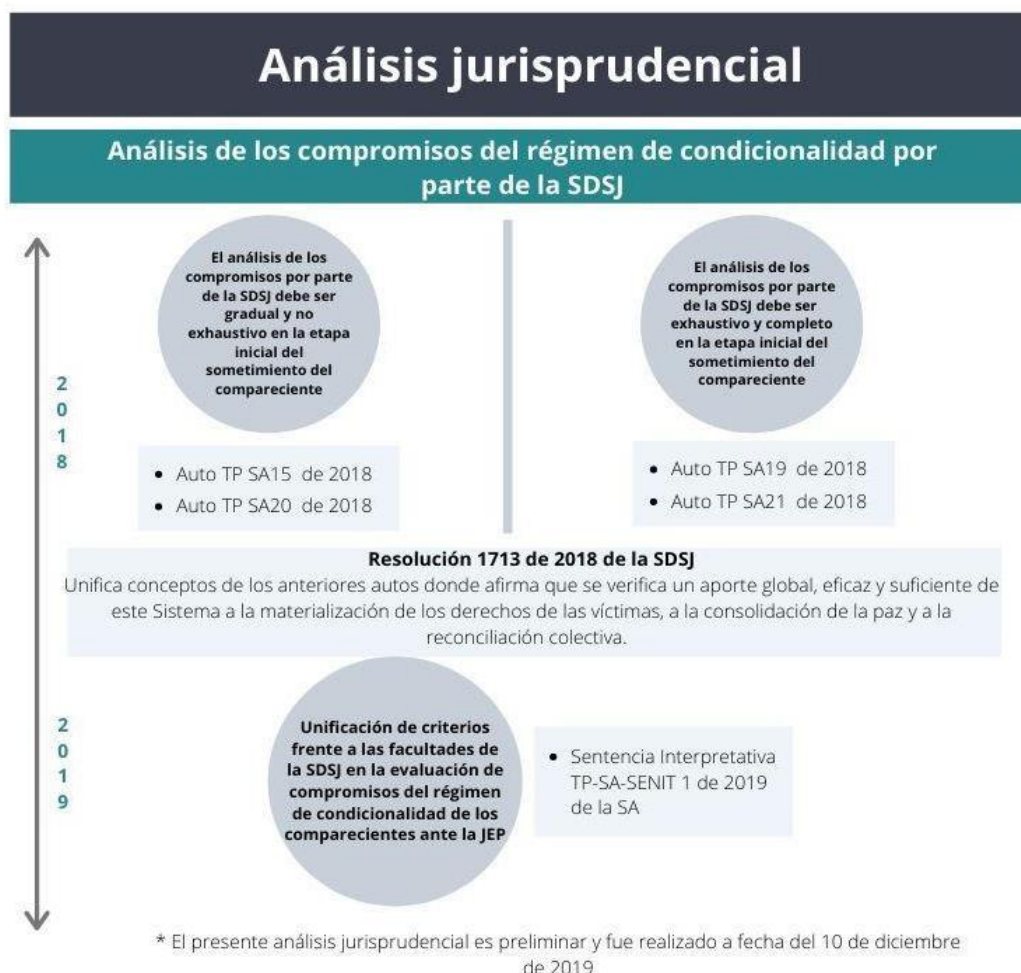 Análisis jurisprudencial
Análisis de los compromisos del régimen de condicionalidad por
parte de la SDSJ
El análisis de los
compromisos por parte
de la SDSJ debe ser
gradual y no
exhaustivo en la etapa
inicial del
sometimiento del
compareciente
El análisis de los
compromisos por parte
de la SDSJ debe ser
exhaustivo y completo
en la etapa inicial del
sometimiento del
compareciente
2
0
1
8
• Auto TP SA15 de 2018
• Auto TP SA20 de 2018
• Auto TP SA19 de 2018
• Auto TP SA21 de 2018
Resolución 1713 de 2018 de la SDSJ
Unifica conceptos de los anteriores autos donde afirma que se verifica un aporte global, eficaz y suficiente de
este Sistema a la materialización de los derechos de las víctimas, a la consolidación de la paz y a la
reconciliación colectiva.
2
0
1
9
Unificación de criterios
frente a las facultades de
la SDSJ en la evaluación de
compromisos del régimen
de condicionalidad de los
comparecientes ante la JEP
• Sentencia Interpretativa
TP-SA-SENIT 1 de 2019
de la SA
* El presente análisis jurisprudencial es preliminar y fue realizado a fecha del 10 de diciembre
de 2019